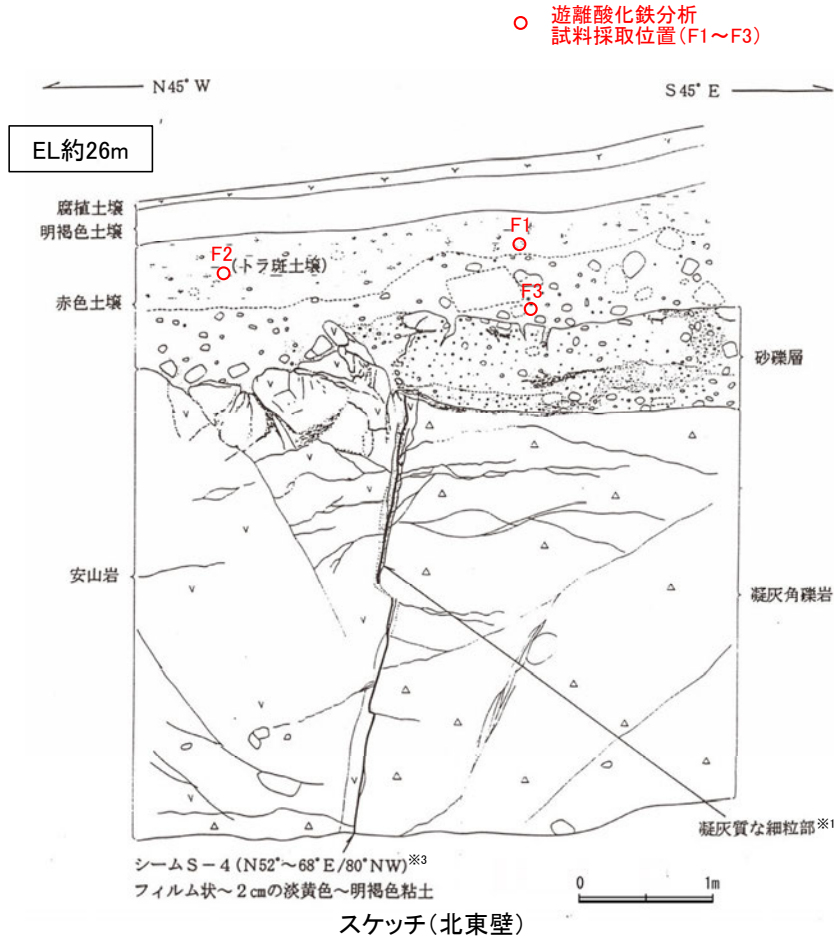 遊離酸化鉄分析
試料採取位置(F1～F3)
N45°W
S45°E
EL約26m
腐植土壌
明褐色土壌
F1
F2
(トラ斑土壌)
赤色土壌
F3
砂礫層
安山岩
凝灰角礫岩
凝灰質な細粒部※1
シームS－4(N52°～68°E/80°NW)※3
フィルム状～2㎝の淡黄色～明褐色粘土
0 1m
スケッチ(北東壁)